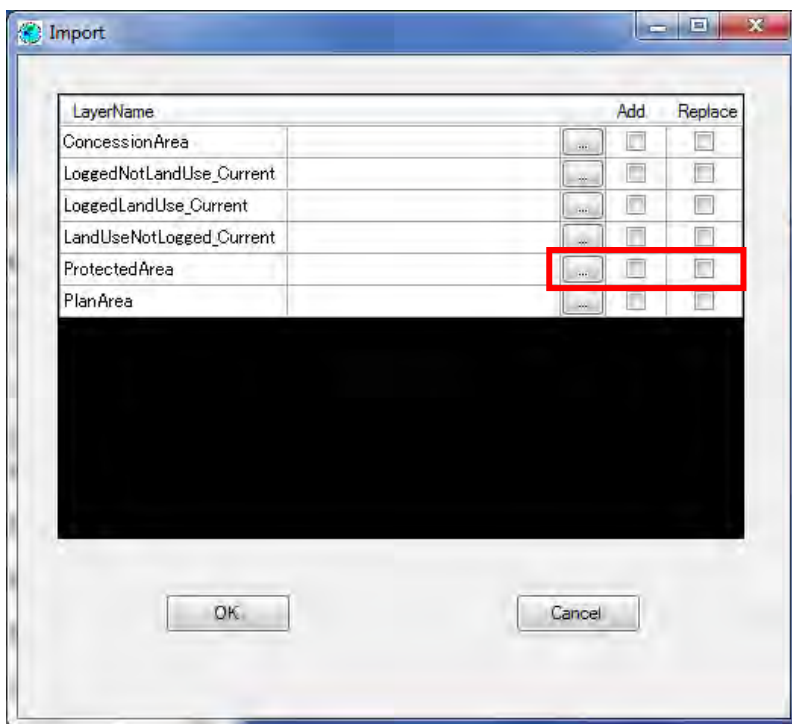 Import
LayerName Add Replace
ConcessionArea ...
LoggedNotLandUse_Current ...
LoggedLandUse_Current ...
LandUseNotLogged_Current ...
ProtectedArea ...
PlanArea ...
OK Cancel